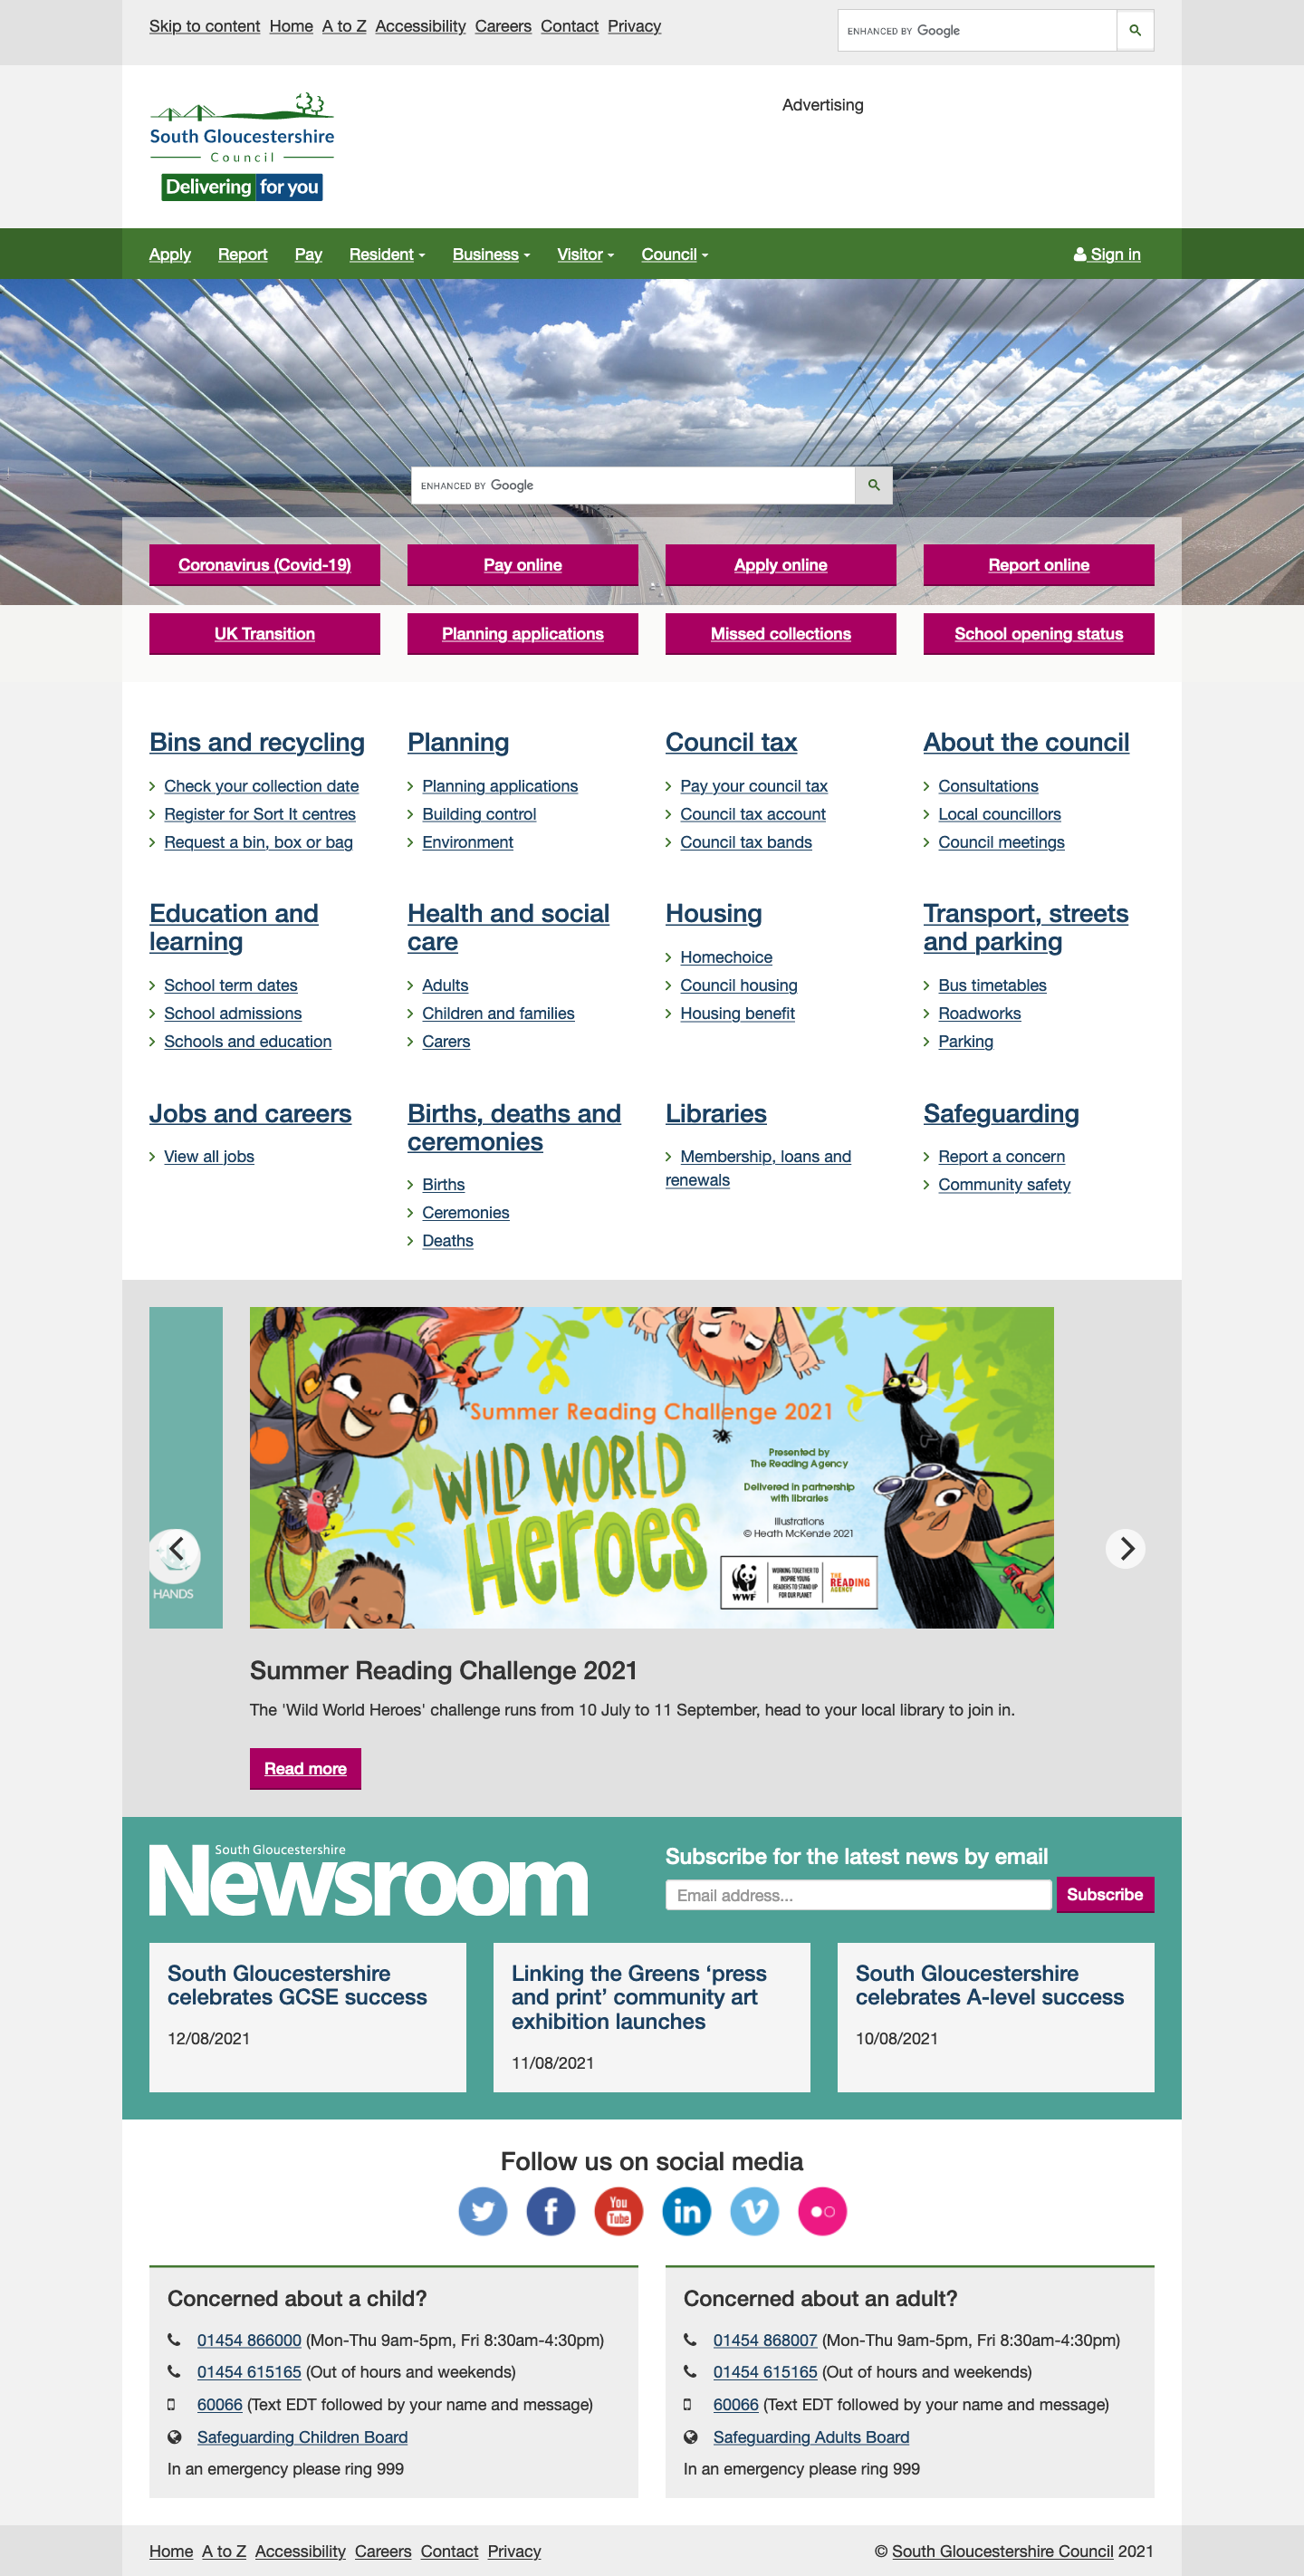 Skip to content Home A to Z Accessibility Careers Contact Privacy
ENHANCED BY Google
South Gloucestershire
Council
Delivering for you
Advertising
Apply Report Pay Resident Business Visitor Council Sign in
ENHANCED BY Google
Coronavirus (Covid-19) Pay online Apply online Report online
UK Transition Planning applications Missed collections School opening status
Bins and recycling
Check your collection date
Register for Sort It centres
Request a bin, box or bag
Planning
Planning applications
Building control
Environment
Council tax
Pay your council tax
Council tax account
Council tax bands
About the council
Consultations
Local councillors
Council meetings
Education and
learning
School term dates
School admissions
Schools and education
Health and social
care
Adults
Children and families
Carers
Housing
Homechoice
Council housing
Housing benefit
Transport, streets
and parking
Bus timetables
Roadworks
Parking
Jobs and careers
View all jobs
Births, deaths and
ceremonies
Births
Ceremonies
Deaths
Libraries
Membership, loans and
renewals
Safeguarding
Report a concern
Community safety
HANDS
Summer Reading Challenge 2021
WILD WORLD
HEROES
Presented by
The Reading Agency
Delivered in partnership
with libraries
Illustrations
© Heath McKenzie 2021
WWF
WORKING TOGETHER TO
INSPIRE YOUNG
READERS TO STAND UP
FOR OUR PLANET
THE READING
AGENCY
Summer Reading Challenge 2021
The 'Wild World Heroes' challenge runs from 10 July to 11 September, head to your local library to join in.
Read more
South Gloucestershire
Newsroom
Subscribe for the latest news by email
Email address...
Subscribe
South Gloucestershire
celebrates GCSE success
12/08/2021
Linking the Greens ‘press
and print’ community art
exhibition launches
11/08/2021
South Gloucestershire
celebrates A-level success
10/08/2021
Follow us on social media
You
Tube
in
Concerned about a child?
01454 866000 (Mon-Thu 9am-5pm, Fri 8:30am-4:30pm)
01454 615165 (Out of hours and weekends)
60066 (Text EDT followed by your name and message)
Safeguarding Children Board
In an emergency please ring 999
Concerned about an adult?
01454 868007 (Mon-Thu 9am-5pm, Fri 8:30am-4:30pm)
01454 615165 (Out of hours and weekends)
60066 (Text EDT followed by your name and message)
Safeguarding Adults Board
In an emergency please ring 999
Home A to Z Accessibility Careers Contact Privacy
© South Gloucestershire Council 2021